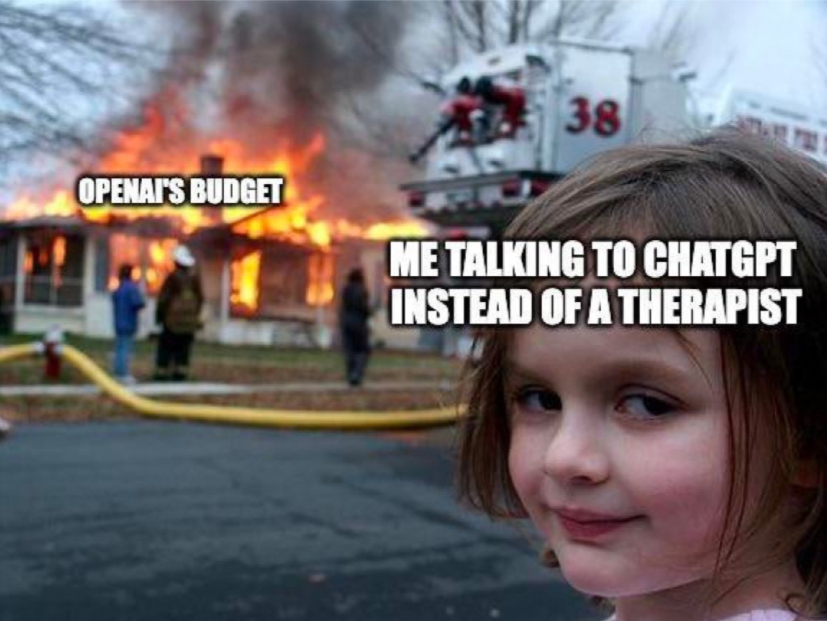 OPENAI'S BUDGET
38
ME TALKING TO CHATGPT
INSTEAD OF A THERAPIST